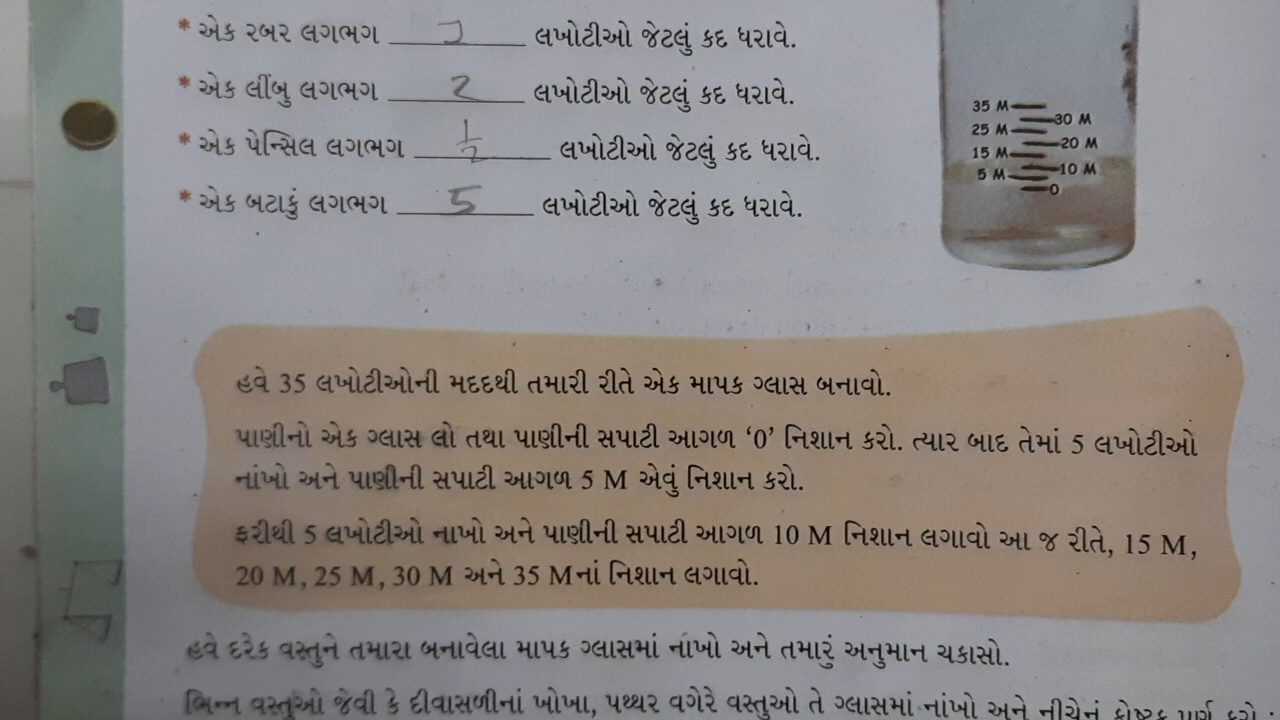 * એક રબર લગભગ ______ લખોટીઓ જેટલું કદ ધરાવે.
* એક લીંબુ લગભગ 2 લખોટીઓ જેટલું કદ ધરાવે.
* એક પેન્સિલ લગભગ 1/2 લખોટીઓ જેટલું કદ ધરાવે.
* એક બટાકું લગભગ 5 લખોટીઓ જેટલું કદ ધરાવે.
35 M
30 M
25 M
20 M
15 M
10 M
5 M
0
હવે 35 લખોટીઓની મદદથી તમારી રીતે એક માપક ગ્લાસ બનાવો.
પાણીનો એક ગ્લાસ લો તથા પાણીની સપાટી આગળ ‘0’ નિશાન કરો. ત્યાર બાદ તેમાં 5 લખોટીઓ
નાંખો અને પાણીની સપાટી આગળ 5 M એવું નિશાન કરો.
ફરીથી 5 લખોટીઓ નાખો અને પાણીની સપાટી આગળ 10 M નિશાન લગાવો આ જ રીતે, 15 M,
20 M, 25 M, 30 M અને 35 Mનાં નિશાન લગાવો.
હવે દરેક વસ્તુને તમારા બનાવેલા માપક ગ્લાસમાં નાંખો અને તમારું અનુમાન ચકાસો.
ભિન્ન વસ્તુઓ જેવી કે દીવાસળીનાં ખોખા, પથ્થર વગેરે વસ્તુઓ તે ગ્લાસમાં નાંખો અને